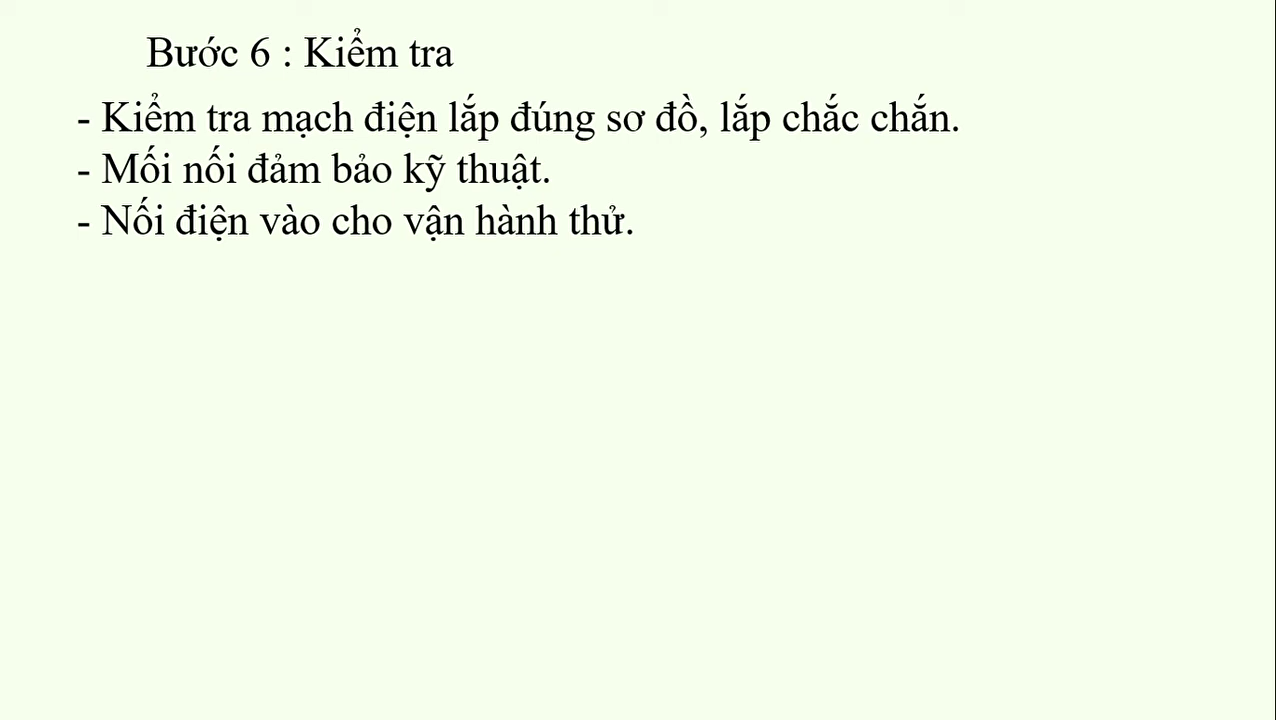 Bước 6 : Kiểm tra
- Kiểm tra mạch điện lắp đúng sơ đồ, lắp chắc chắn.
- Mối nối đảm bảo kỹ thuật.
- Nối điện vào cho vận hành thử.